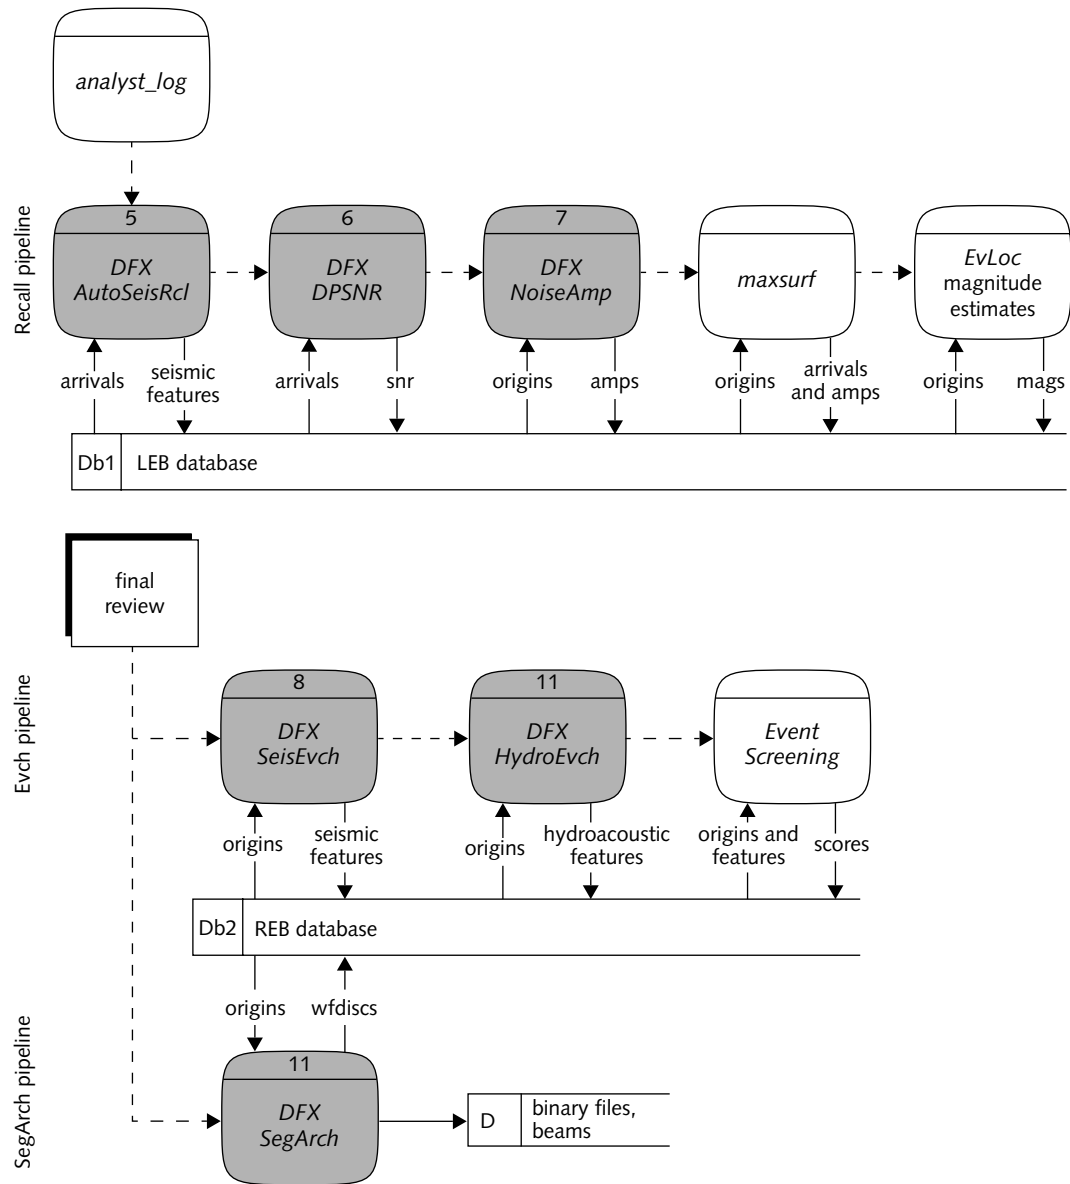 analyst_log
Recall pipeline
5
DFX
AutoSeisRcl
6
DFX
DPSNR
7
DFX
NoiseAmp
maxsurf
EvLoc
magnitude
estimates
arrivals
seismic
features
arrivals
snr
origins
amps
origins
arrivals
and amps
origins
mags
Db1
LEB database
final
review
Evch pipeline
8
DFX
SeisEvch
11
DFX
HydroEvch
Event
Screening
origins
seismic
features
origins
hydroacoustic
features
origins and
features
scores
Db2
REB database
origins
wfdiscs
SegArch pipeline
11
DFX
SegArch
D
binary files,
beams